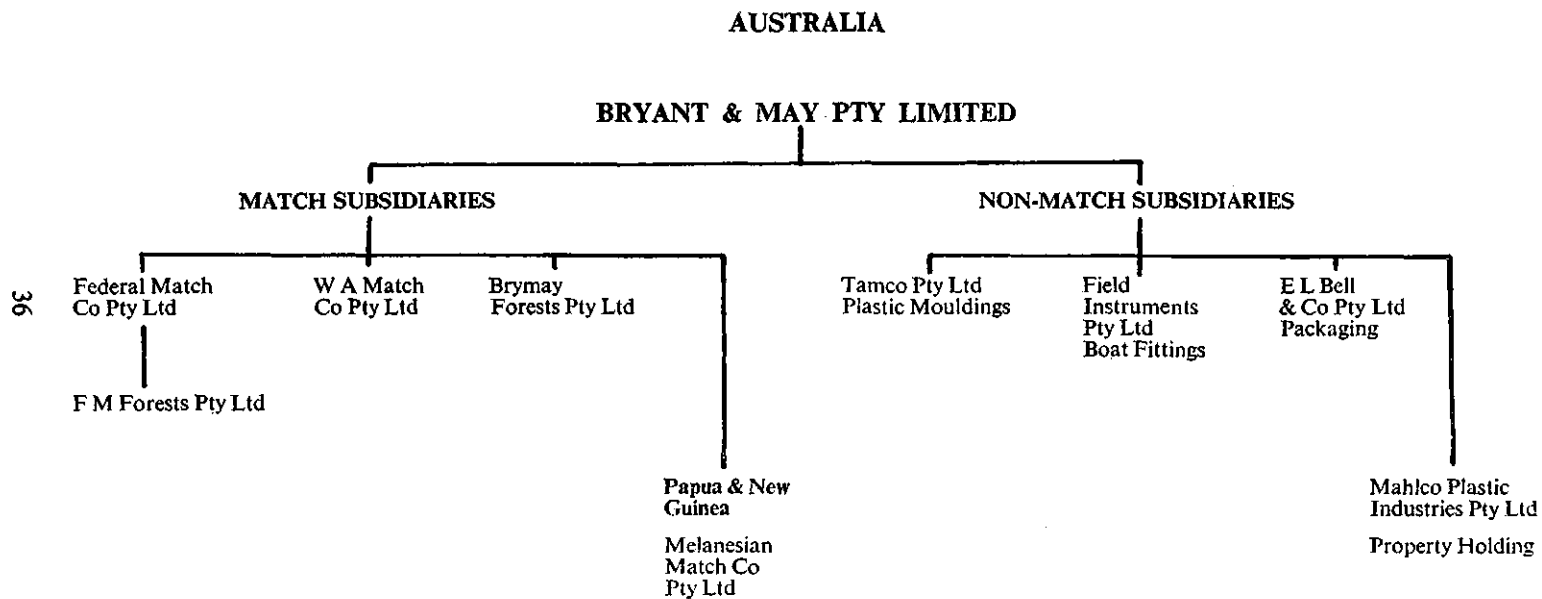 AUSTRALIA
BRYANT & MAY PTY LIMITED
MATCH SUBSIDIARIES
NON-MATCH SUBSIDIARIES
Federal Match
Co Pty Ltd
W A Match
Co Pty Ltd
Brymay
Forests Pty Ltd
Tamco Pty Ltd
Plastic Mouldings
Field
Instruments
Pty Ltd
Boat Fittings
E L Bell
& Co Pty Ltd
Packaging
F M Forests Pty Ltd
Papua & New
Guinea
Melanesian
Match Co
Pty Ltd
Mahlco Plastic
Industries Pty Ltd
Property Holding
36